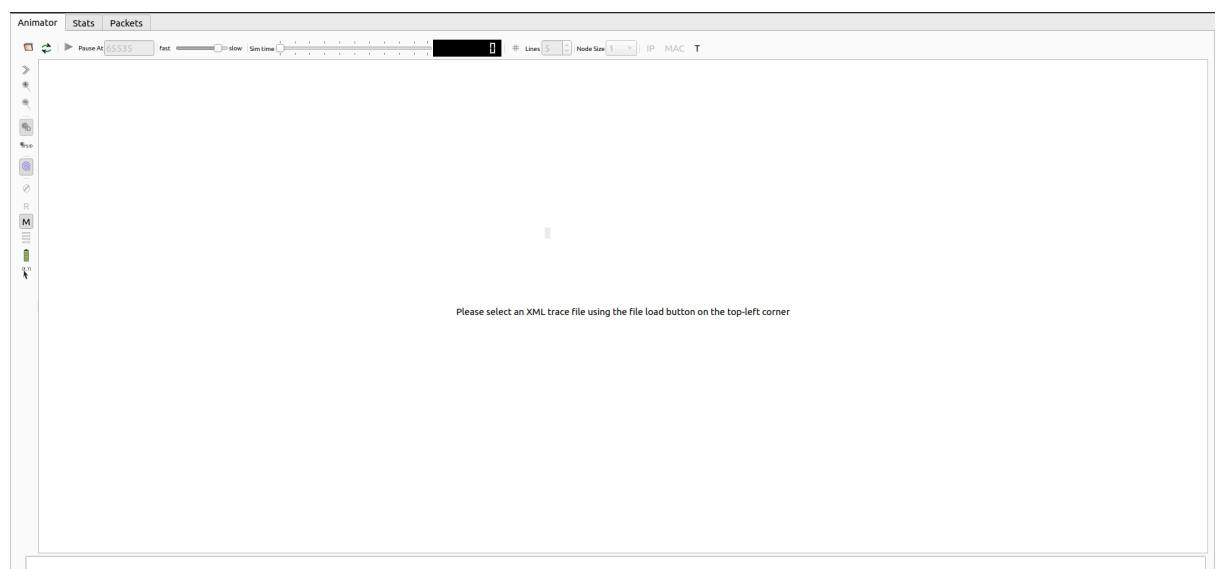 Animator Stats Packets
Pause At 65535 fast slow Sim time 0 # Lines 5 Node Size 1 IP MAC T
R
M
Please select an XML trace file using the file load button on the top-left corner